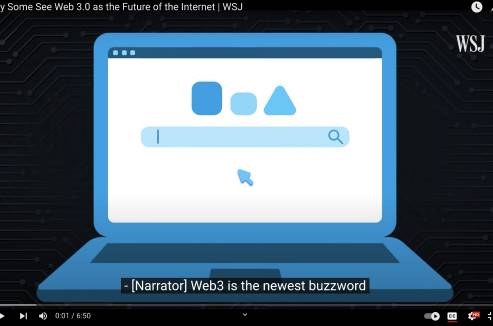 y Some See Web 3.0 as the Future of the Internet | WSJ
WSJ
- [Narrator] Web3 is the newest buzzword
0:01 / 6:50